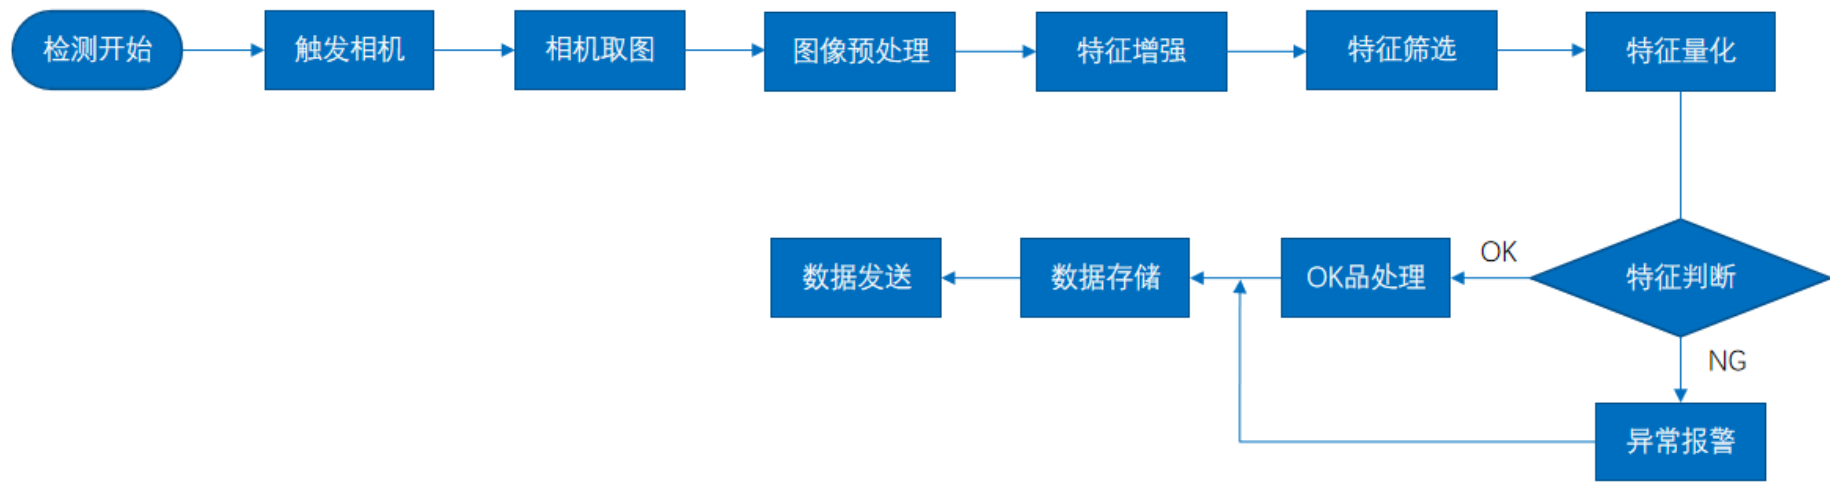 检测开始
触发相机
相机取图
图像预处理
特征增强
特征筛选
特征量化
数据发送
数据存储
OK品处理
OK
特征判断
NG
异常报警